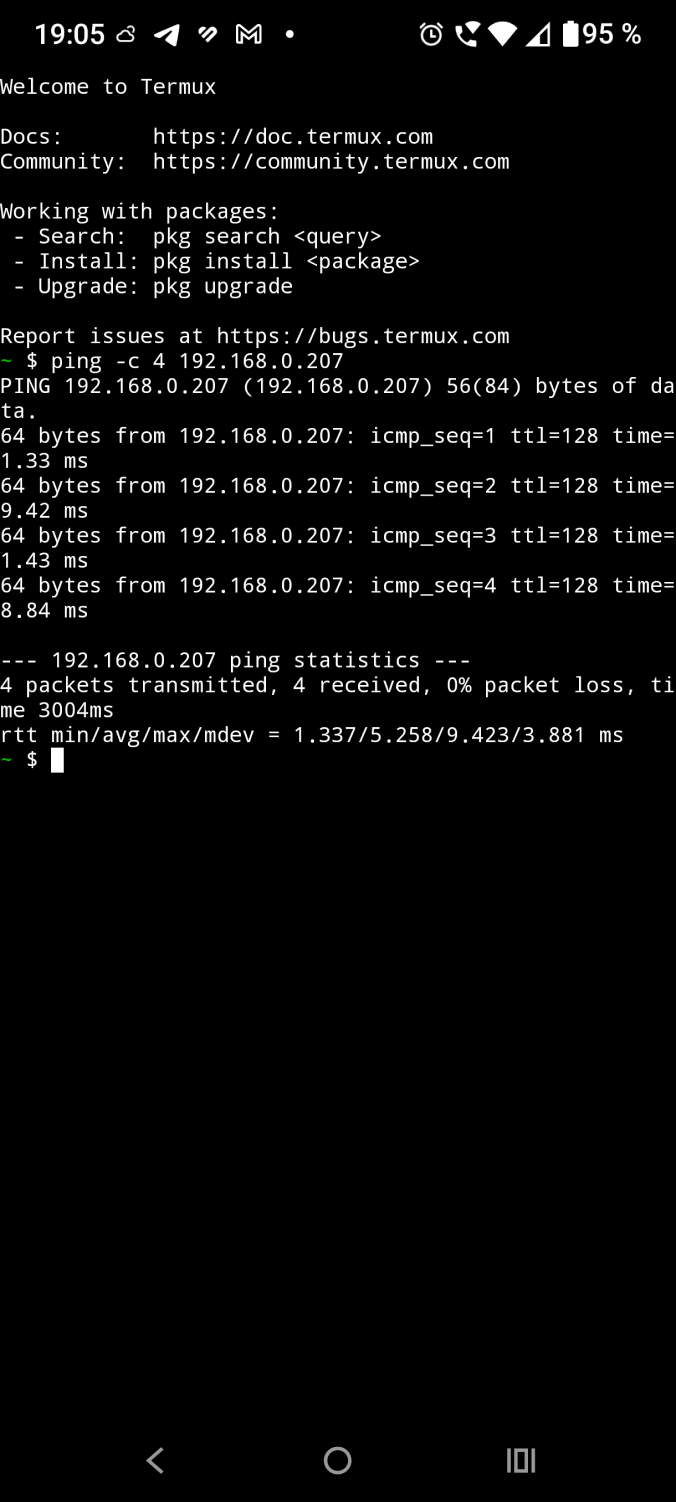 19:05 95 %
Welcome to Termux
Docs:       https://doc.termux.com
Community:  https://community.termux.com
Working with packages:
 - Search:  pkg search <query>
 - Install: pkg install <package>
 - Upgrade: pkg upgrade
Report issues at https://bugs.termux.com
~ $ ping -c 4 192.168.0.207
PING 192.168.0.207 (192.168.0.207) 56(84) bytes of da
ta.
64 bytes from 192.168.0.207: icmp_seq=1 ttl=128 time=
1.33 ms
64 bytes from 192.168.0.207: icmp_seq=2 ttl=128 time=
9.42 ms
64 bytes from 192.168.0.207: icmp_seq=3 ttl=128 time=
1.43 ms
64 bytes from 192.168.0.207: icmp_seq=4 ttl=128 time=
8.84 ms
--- 192.168.0.207 ping statistics ---
4 packets transmitted, 4 received, 0% packet loss, ti
me 3004ms
rtt min/avg/max/mdev = 1.337/5.258/9.423/3.881 ms
~ $